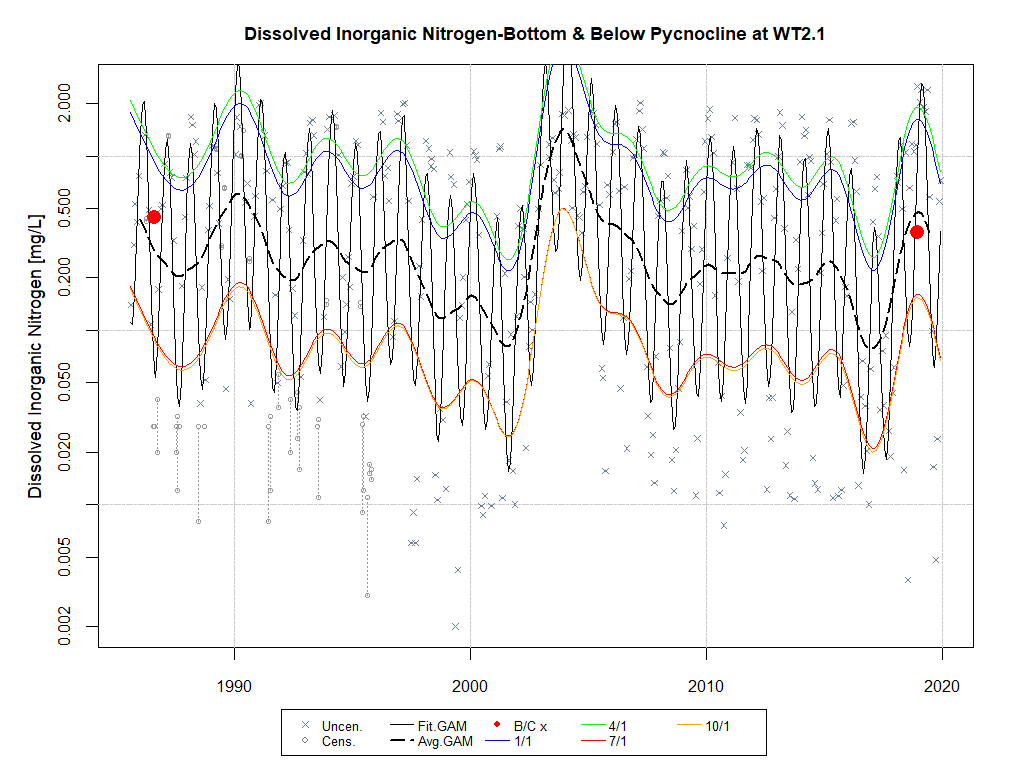 Dissolved Inorganic Nitrogen-Bottom & Below Pycnocline at WT2.1
Dissolved Inorganic Nitrogen [mg/L]
2.000
0.500
0.200
0.050
0.020
0.005
0.002
1990 2000 2010 2020
Uncen. Fit.GAM B/C x 4/1 10/1
Cens. Avg.GAM 1/1 7/1